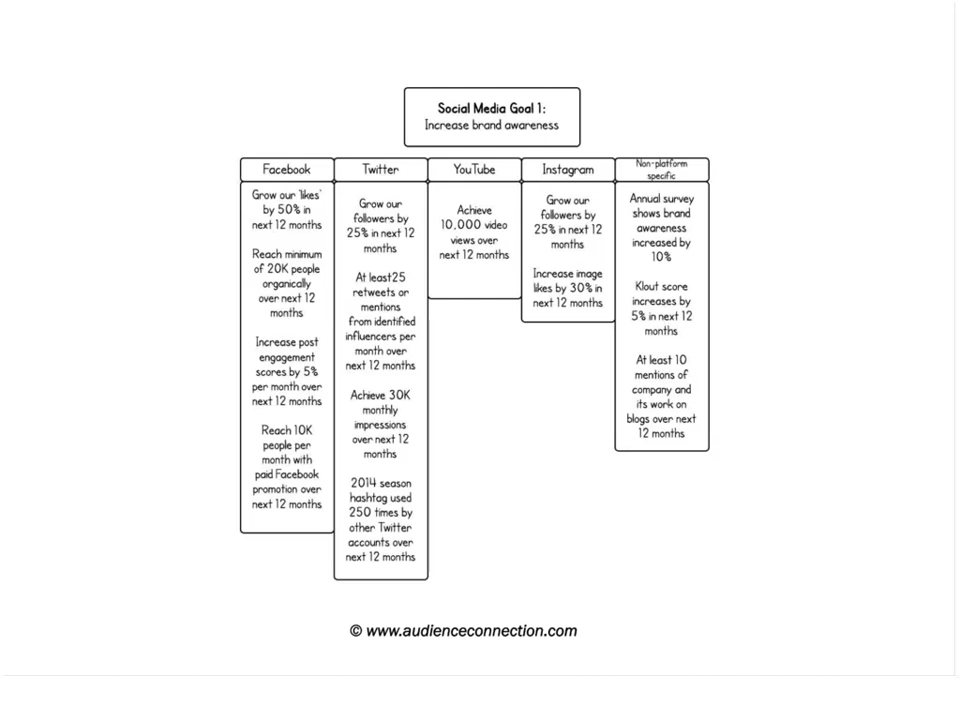 Social Media Goal 1:
Increase brand awareness
Facebook
Grow our 'likes'
by 50% in
next 12 months
Reach minimum
of 20K people
organically
over next 12
months
Increase post
engagement
scores by 5%
per month over
next 12 months
Reach 10K
people per
month with
paid Facebook
promotion over
next 12 months
Twitter
Grow our
followers by
25% in next 12
months
At least25
retweets or
mentions
from identified
influencers per
month over
next 12 months
Achieve 30K
monthly
impressions
over next 12
months
2014 season
hashtag used
250 times by
other Twitter
accounts over
next 12 months
YouTube
Achieve
10,000 video
views over
next 12 months
Instagram
Grow our
followers by
25% in next 12
months
Increase image
likes by 30% in
next 12 months
Non-platform
specific
Annual survey
shows brand
awareness
increased by
10%
Klout score
increases by
5% in next 12
months
At least 10
mentions of
company and
its work on
blogs over next
12 months
© www.audienceconnection.com